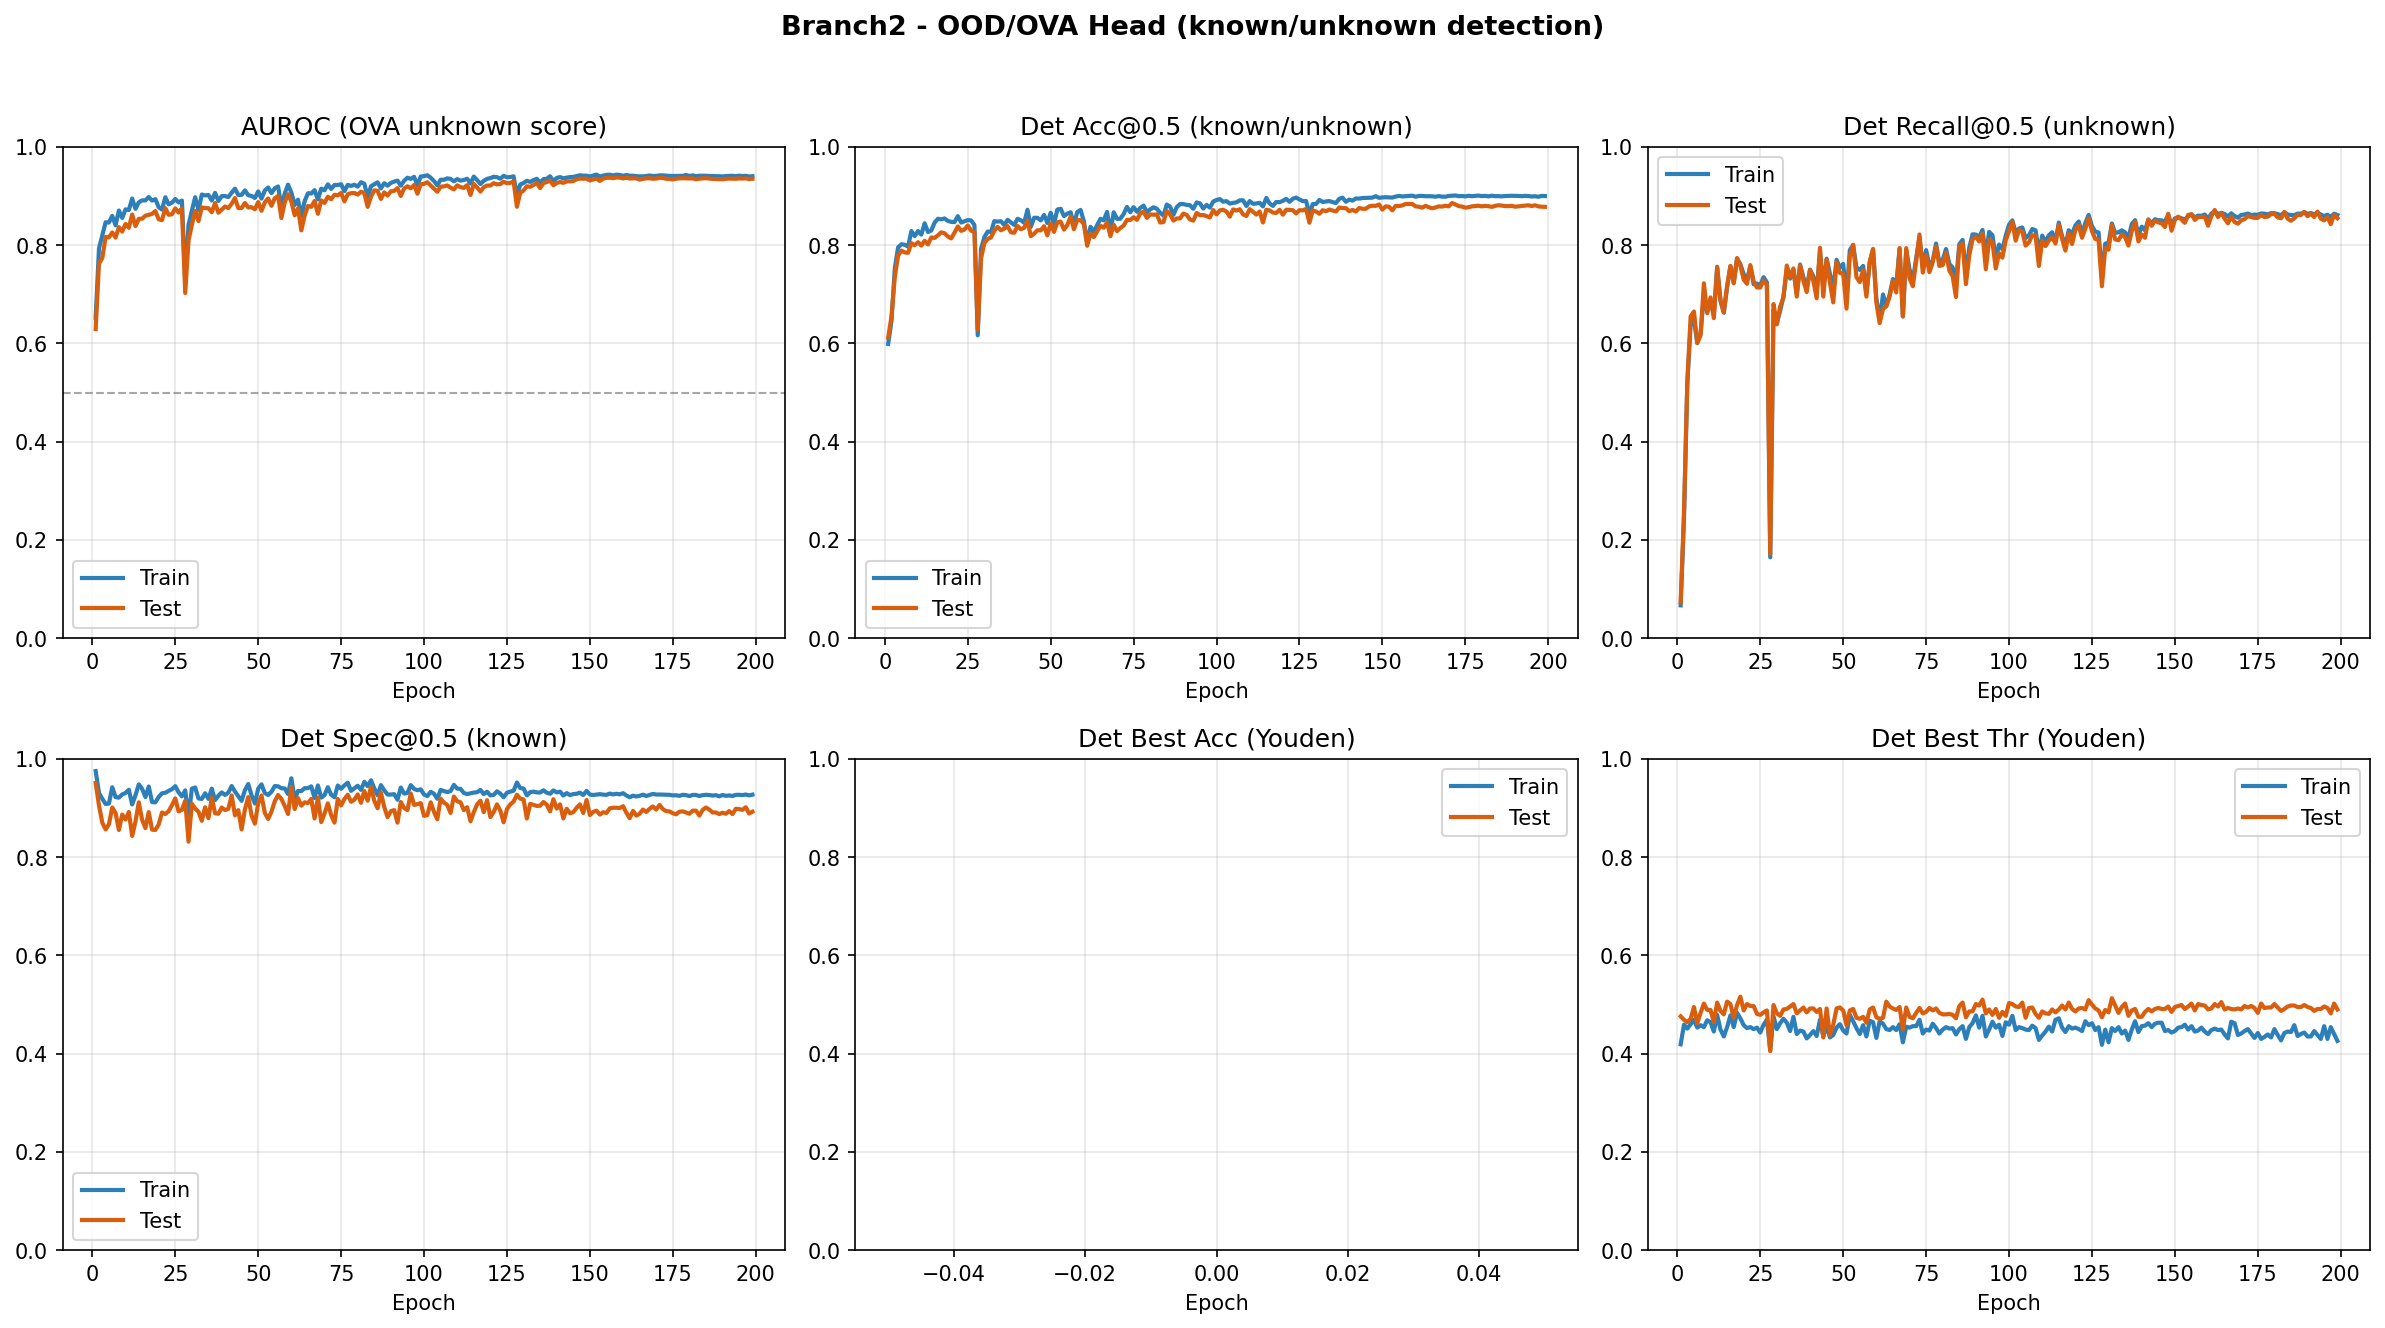 Branch2 - OOD/OVA Head (known/unknown detection)
AUROC (OVA unknown score)
1.0
0.8
0.6
0.4
0.2
0.0
Train
Test
0 25 50 75 100 125 150 175 200
Epoch
Det Acc@0.5 (known/unknown)
1.0
0.8
0.6
0.4
0.2
0.0
Train
Test
0 25 50 75 100 125 150 175 200
Epoch
Det Recall@0.5 (unknown)
1.0
0.8
0.6
0.4
0.2
0.0
Train
Test
0 25 50 75 100 125 150 175 200
Epoch
Det Spec@0.5 (known)
1.0
0.8
0.6
0.4
0.2
0.0
Train
Test
0 25 50 75 100 125 150 175 200
Epoch
Det Best Acc (Youden)
1.0
0.8
0.6
0.4
0.2
0.0
Train
Test
−0.04 −0.02 0.00 0.02 0.04
Epoch
Det Best Thr (Youden)
1.0
0.8
0.6
0.4
0.2
0.0
Train
Test
0 25 50 75 100 125 150 175 200
Epoch